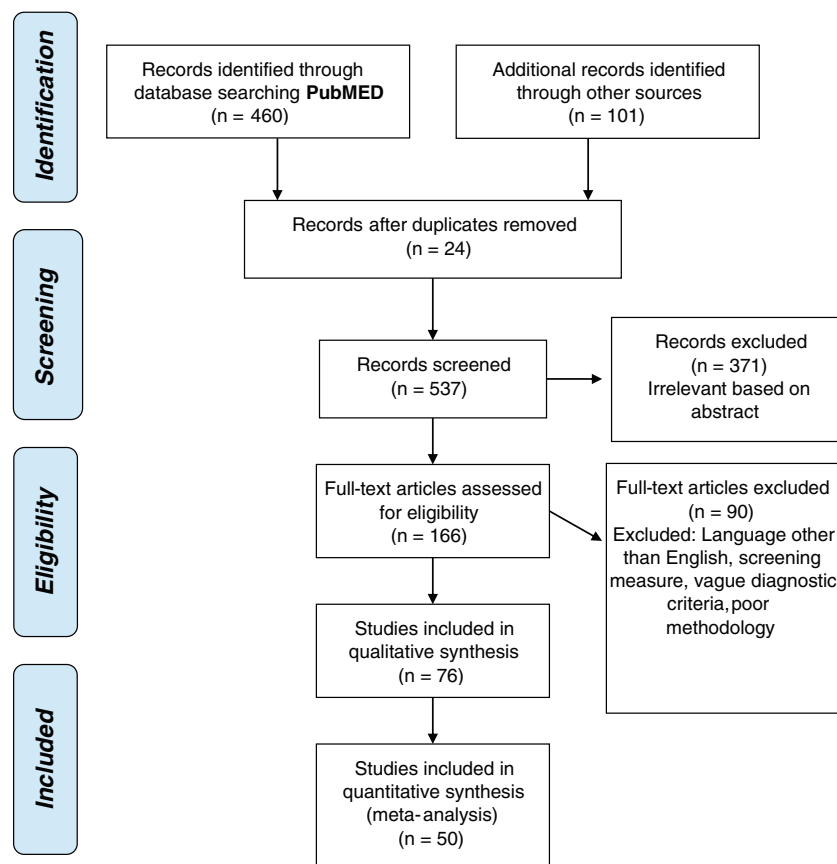 Identification
Records identified through
database searching PubMED
(n = 460)
Additional records identified
through other sources
(n = 101)
Records after duplicates removed
(n = 24)
Screening
Records screened
(n = 537)
Records excluded
(n = 371)
Irrelevant based on
abstract
Eligibility
Full-text articles assessed
for eligibility
(n = 166)
Full-text articles excluded
(n = 90)
Excluded: Language other
than English, screening
measure, vague diagnostic
criteria,poor
methodology
Studies included in
qualitative synthesis
(n = 76)
Included
Studies included in
quantitative synthesis
(meta-analysis)
(n = 50)